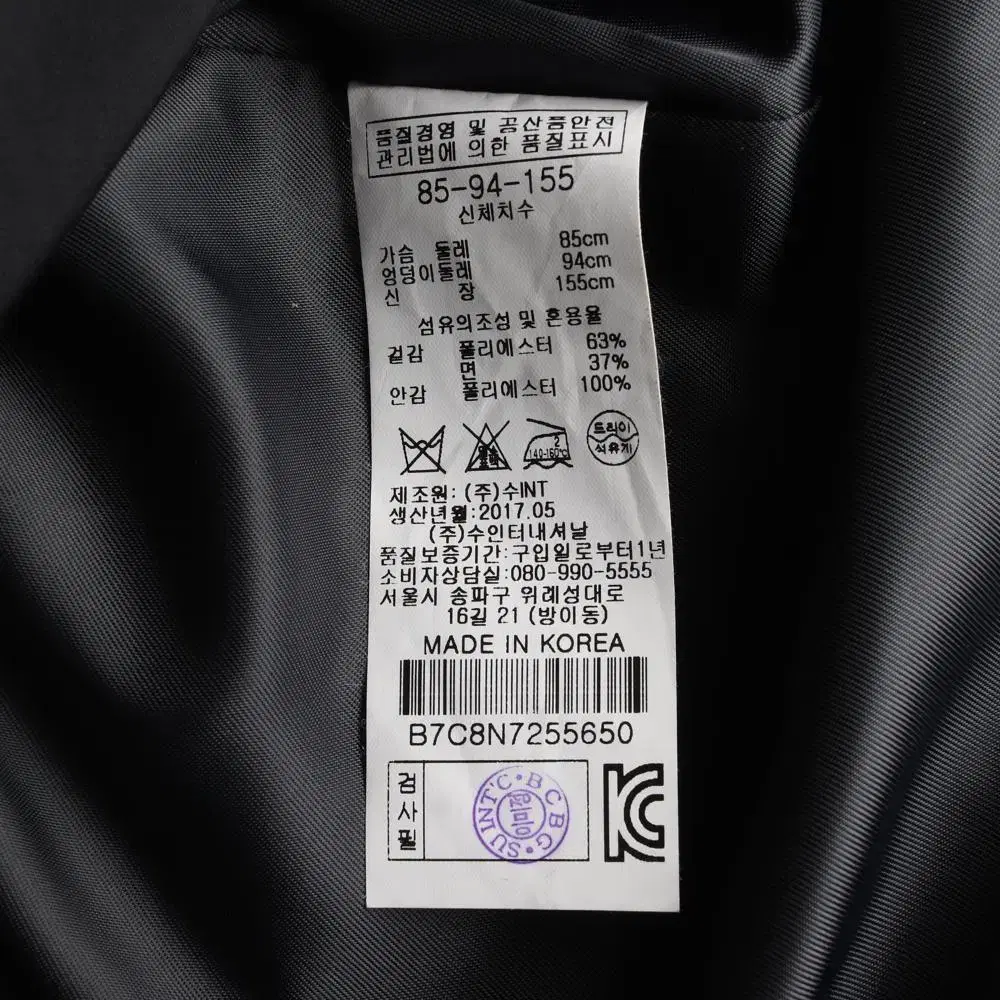 품질경영 및 공산품안전
관리법에 의한 품질표시
85-94-155
신체치수
가슴 둘레 85cm
엉덩이둘레 94cm
신 장 155cm
섬유의조성 및 혼용율
겉감 폴리에스터 63%
면 37%
안감 폴리에스터 100%
2
140-160℃
드라이
석유계
제조원: (주)수INT
생산년월:2017.05
(주)수인터내셔날
품질보증기간:구입일로부터1년
소비자상담실:080-990-5555
서울시 송파구 위례성대로
16길 21 (방이동)
MADE IN KOREA
B7C8N7255650
검사필
SU INT'C·BCBG·
정미이
KC